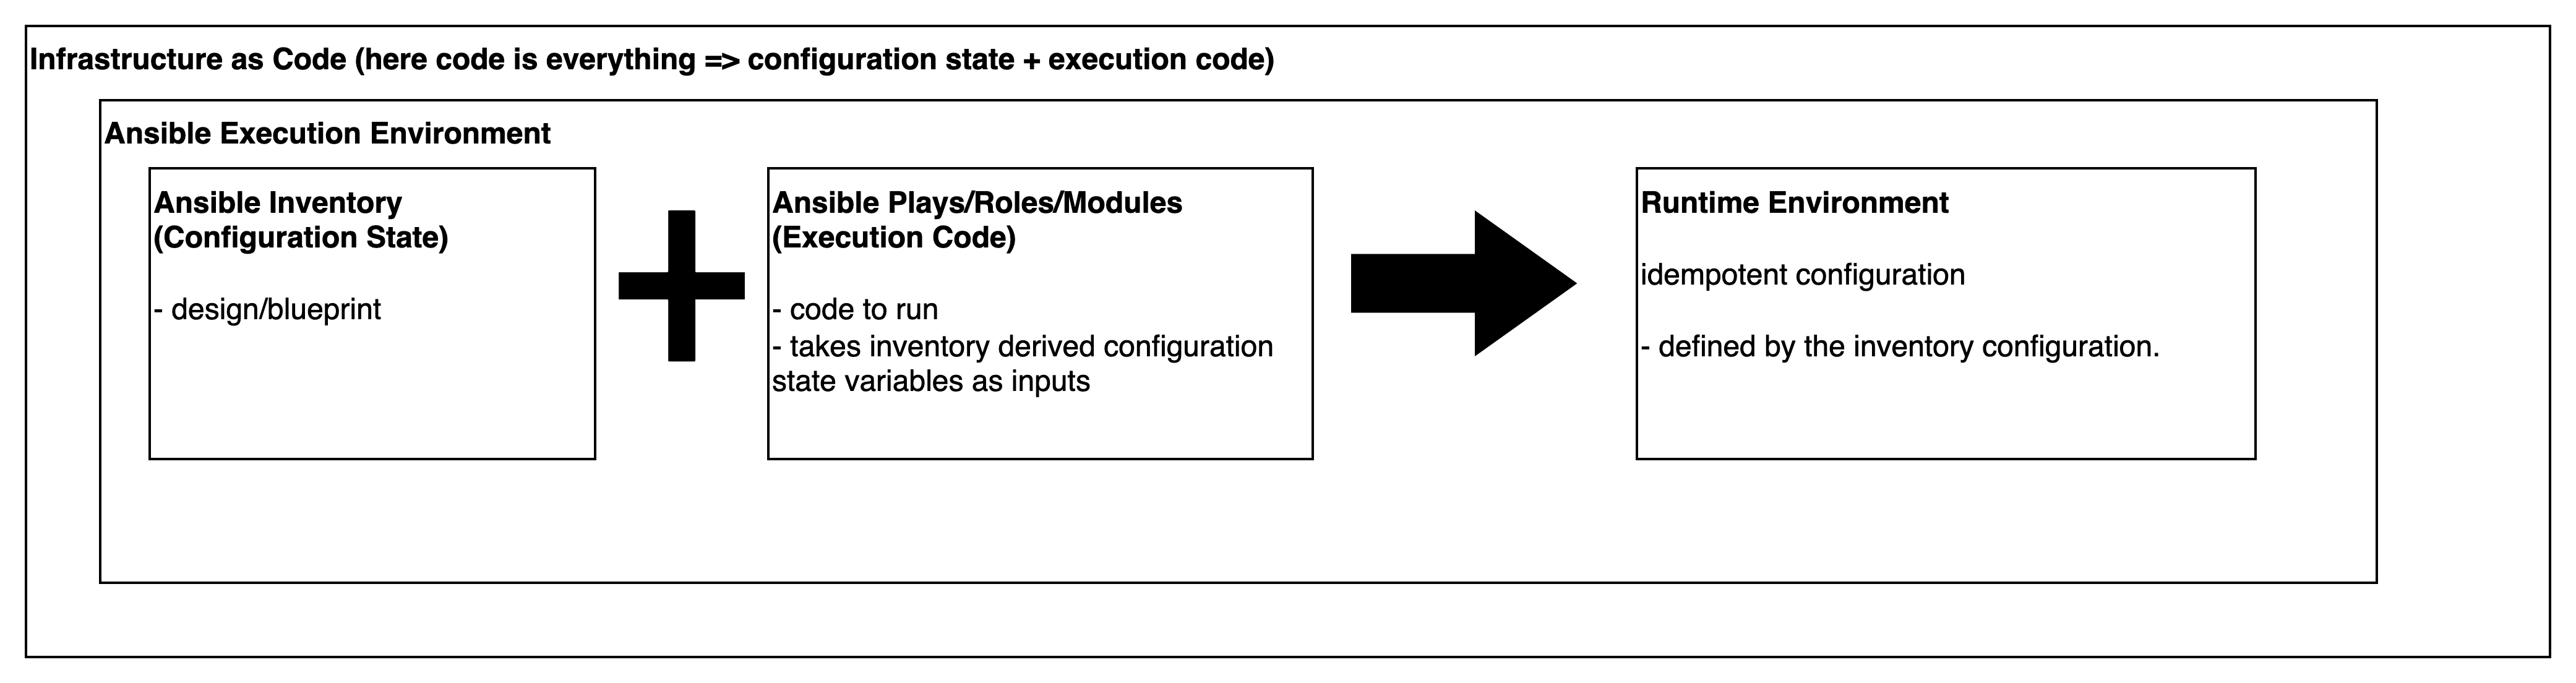 Infrastructure as Code (here code is everything => configuration state + execution code)
Ansible Execution Environment
Ansible Inventory
(Configuration State)
- design/blueprint
Ansible Plays/Roles/Modules
(Execution Code)
- code to run
- takes inventory derived configuration
state variables as inputs
Runtime Environment
idempotent configuration
- defined by the inventory configuration.